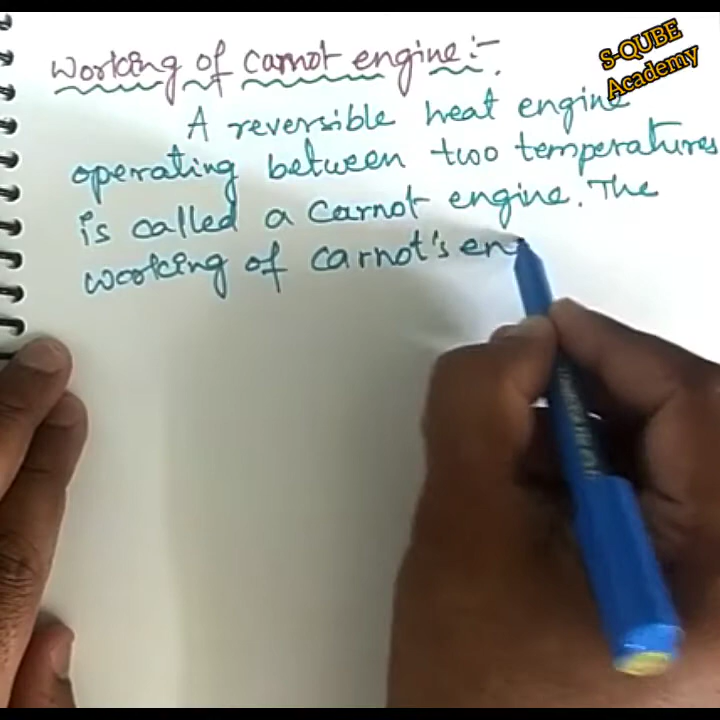 Working of carnot engine:-
S-QUBE
Academy
A reversible heat engine
operating between two temperatures
is called a carnot engine. The
working of carnot's en